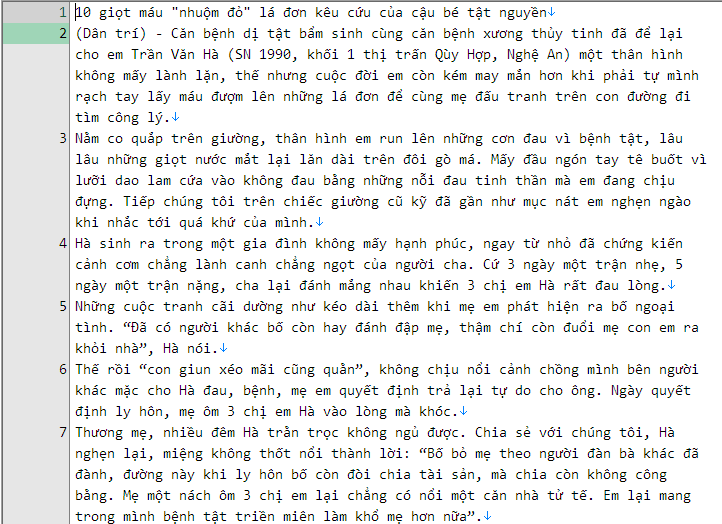 1 10 giọt máu "nhuộm đỏ" lá đơn kêu cứu của cậu bé tật nguyền↓
2 (Dân trí) - Căn bệnh dị tật bẩm sinh cùng căn bệnh xương thủy tinh đã để lại
cho em Trần Văn Hà (SN 1990, khối 1 thị trấn Qùy Hợp, Nghệ An) một thân hình
không mấy lành lặn, thế nhưng cuộc đời em còn kém may mắn hơn khi phải tự mình
rạch tay lấy máu đượm lên những lá đơn để cùng mẹ đấu tranh trên con đường đi
tìm công lý.↓
3 Nằm co quắp trên giường, thân hình em run lên những cơn đau vì bệnh tật, lâu
lâu những giọt nước mắt lại lăn dài trên đôi gò má. Mấy đầu ngón tay tê buốt vì
lưỡi dao lam cứa vào không đau bằng những nỗi đau tinh thần mà em đang chịu
đựng. Tiếp chúng tôi trên chiếc giường cũ kỹ đã gần như mục nát em nghẹn ngào
khi nhắc tới quá khứ của mình.↓
4 Hà sinh ra trong một gia đình không mấy hạnh phúc, ngay từ nhỏ đã chứng kiến
cảnh cơm chẳng lành canh chẳng ngọt của người cha. Cứ 3 ngày một trận nhẹ, 5
ngày một trận nặng, cha lại đánh mắng nhau khiến 3 chị em Hà rất đau lòng.↓
5 Những cuộc tranh cãi dường như kéo dài thêm khi mẹ em phát hiện ra bố ngoại
tình. “Đã có người khác bố còn hay đánh đập mẹ, thậm chí còn đuổi mẹ con em ra
khỏi nhà”, Hà nói.↓
6 Thế rồi “con giun xéo mãi cũng quằn”, không chịu nổi cảnh chồng mình bên người
khác mặc cho Hà đau, bệnh, mẹ em quyết định trả lại tự do cho ông. Ngày quyết
định ly hôn, mẹ ôm 3 chị em Hà vào lòng mà khóc.↓
7 Thương mẹ, nhiều đêm Hà trằn trọc không ngủ được. Chia sẻ với chúng tôi, Hà
nghẹn lại, miệng không thốt nổi thành lời: “Bố bỏ mẹ theo người đàn bà khác đã
đành, đường này khi ly hôn bố còn đòi chia tài sản, mà chia còn không công
bằng. Mẹ một nách ôm 3 chị em lại chẳng có nổi một căn nhà tử tế. Em lại mang
trong mình bệnh tật triền miên làm khổ mẹ hơn nữa”.↓